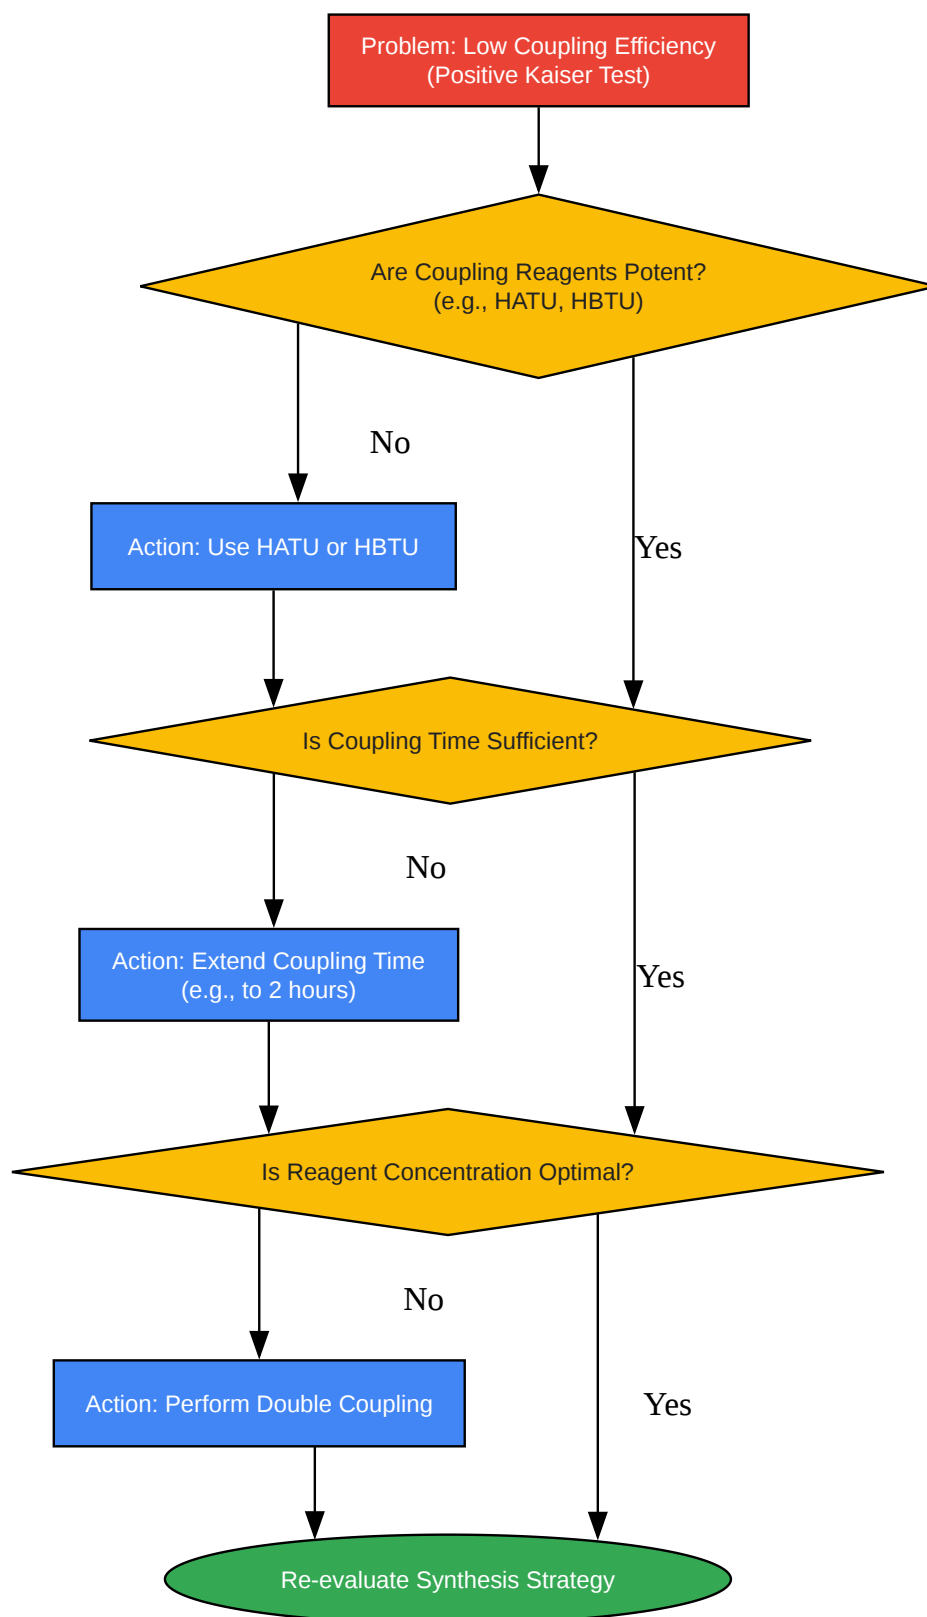 Problem: Low Coupling Efficiency
(Positive Kaiser Test)
Are Coupling Reagents Potent?
(e.g., HATU, HBTU)
No
Action: Use HATU or HBTU
Yes
Is Coupling Time Sufficient?
No
Action: Extend Coupling Time
(e.g., to 2 hours)
Yes
Is Reagent Concentration Optimal?
No
Action: Perform Double Coupling
Yes
Re-evaluate Synthesis Strategy